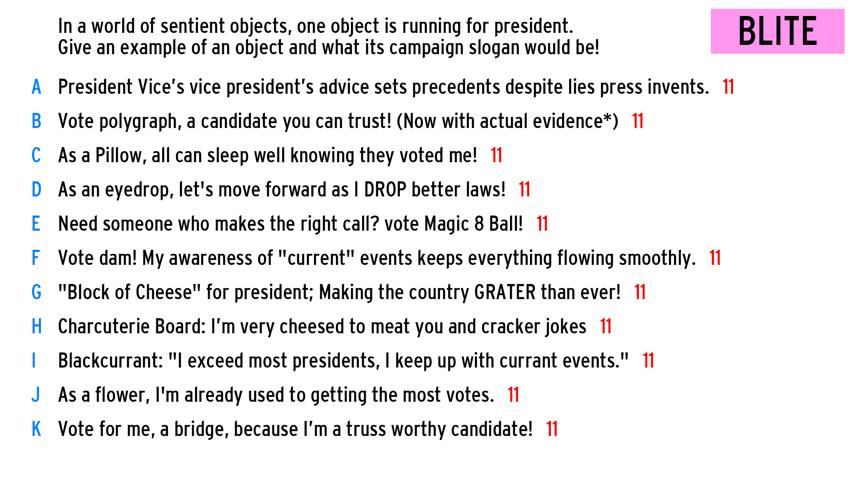 In a world of sentient objects, one object is running for president.
Give an example of an object and what its campaign slogan would be!
BLITE
A President Vice's vice president's advice sets precedents despite lies press invents. 11
B Vote polygraph, a candidate you can trust! (Now with actual evidence*) 11
C As a Pillow, all can sleep well knowing they voted me! 11
D As an eyedrop, let's move forward as I DROP better laws! 11
E Need someone who makes the right call? vote Magic 8 Ball! 11
F Vote dam! My awareness of "current" events keeps everything flowing smoothly. 11
G "Block of Cheese" for president; Making the country GRATER than ever! 11
H Charcuterie Board: I'm very cheesed to meat you and cracker jokes 11
I Blackcurrant: "I exceed most presidents, I keep up with currant events." 11
J As a flower, I'm already used to getting the most votes. 11
K Vote for me, a bridge, because I'm a truss worthy candidate! 11